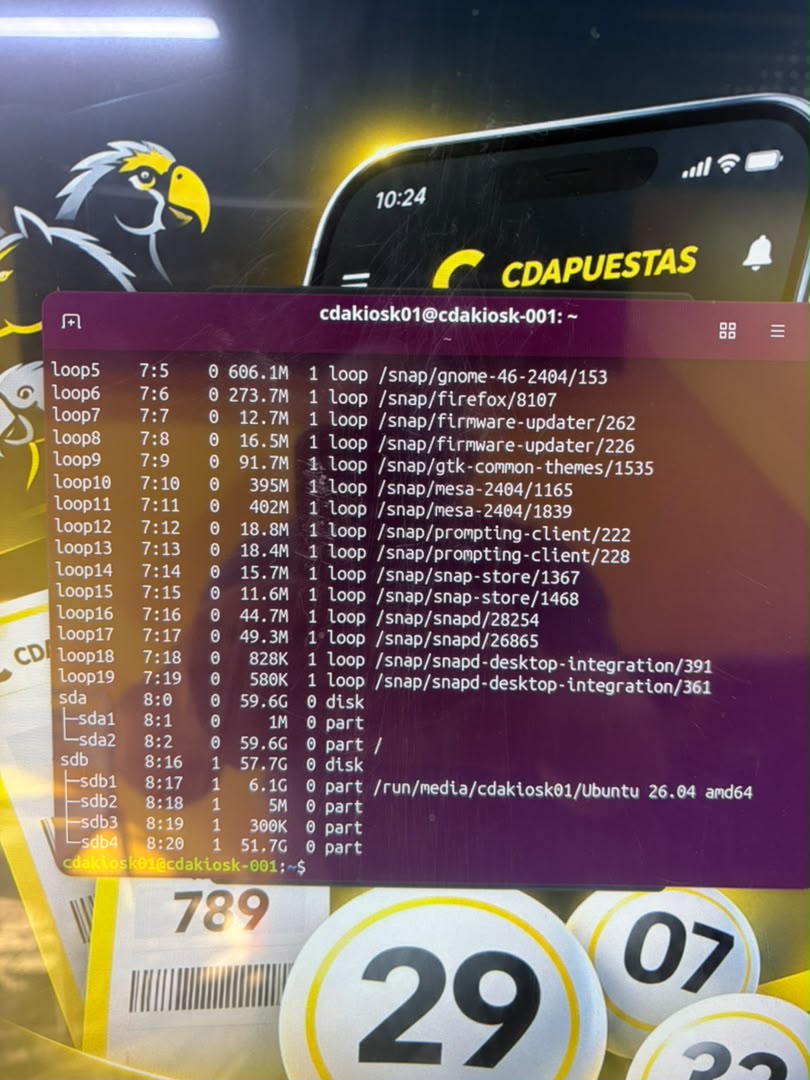 10:24
CDAPUESTAS
cdakiosk01@cdakiosk-001: ~
~
loop5 7:5 0 606.1M 1 loop /snap/gnome-46-2404/153
loop6 7:6 0 273.7M 1 loop /snap/firefox/8107
loop7 7:7 0 12.7M 1 loop /snap/firmware-updater/262
loop8 7:8 0 16.5M 1 loop /snap/firmware-updater/226
loop9 7:9 0 91.7M 1 loop /snap/gtk-common-themes/1535
loop10 7:10 0 395M 1 loop /snap/mesa-2404/1165
loop11 7:11 0 402M 1 loop /snap/mesa-2404/1839
loop12 7:12 0 18.8M 1 loop /snap/prompting-client/222
loop13 7:13 0 18.4M 1 loop /snap/prompting-client/228
loop14 7:14 0 15.7M 1 loop /snap/snap-store/1367
loop15 7:15 0 11.6M 1 loop /snap/snap-store/1468
loop16 7:16 0 44.7M 1 loop /snap/snapd/28254
loop17 7:17 0 49.3M 1 loop /snap/snapd/26865
loop18 7:18 0 828K 1 loop /snap/snapd-desktop-integration/391
loop19 7:19 0 580K 1 loop /snap/snapd-desktop-integration/361
sda 8:0 0 59.6G 0 disk
├─sda1 8:1 0 1M 0 part
└─sda2 8:2 0 59.6G 0 part /
sdb 8:16 1 57.7G 0 disk
├─sdb1 8:17 1 6.1G 0 part /run/media/cdakiosk01/Ubuntu 26.04 amd64
├─sdb2 8:18 1 5M 0 part
├─sdb3 8:19 1 300K 0 part
└─sdb4 8:20 1 51.7G 0 part
cdakiosk01@cdakiosk-001:~$
CDA
789
29
07